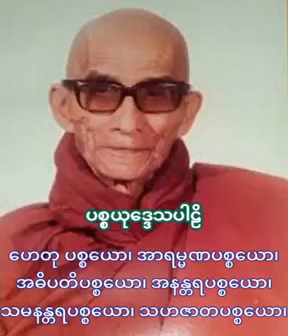 ပစ္စယုဒ္ဒေသပါဠိ
ဟေတု ပစ္စယော၊ အာရမ္မဏပစ္စယော၊
အဓိပတိပစ္စယော၊ အနန္တရပစ္စယော၊
သမနန္တရပစ္စယော၊ သဟဇာတပစ္စယော၊